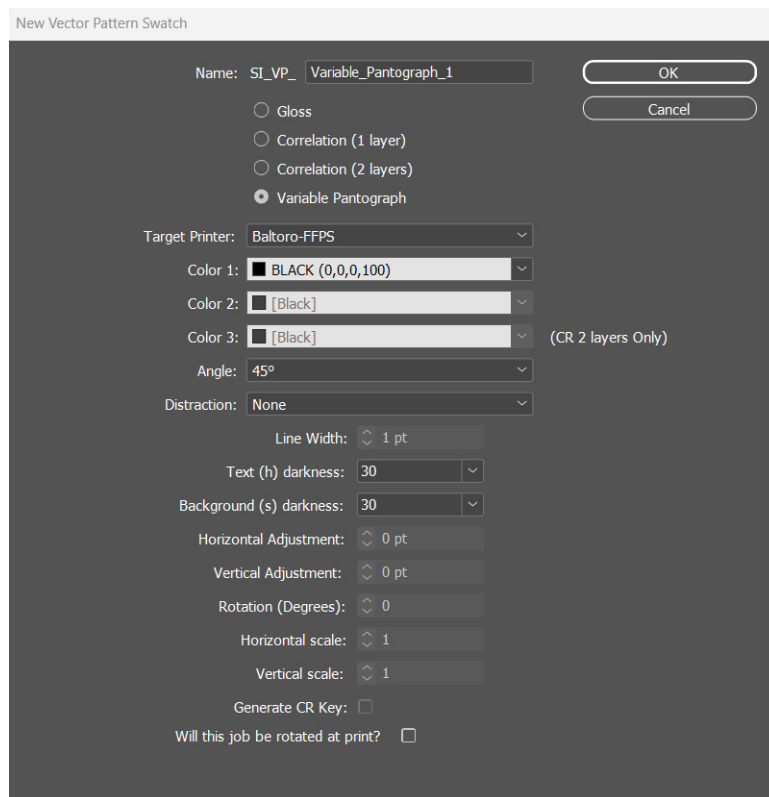 New Vector Pattern Swatch
Name: SI_VP_ Variable_Pantograph_1
OK
Cancel
Gloss
Correlation (1 layer)
Correlation (2 layers)
Variable Pantograph
Target Printer: Baltoro-FFPS
Color 1: BLACK (0,0,0,100)
Color 2: [Black]
Color 3: [Black] (CR 2 layers Only)
Angle: 45º
Distraction: None
Line Width: 1 pt
Text (h) darkness: 30
Background (s) darkness: 30
Horizontal Adjustment: 0 pt
Vertical Adjustment: 0 pt
Rotation (Degrees): 0
Horizontal scale: 1
Vertical scale: 1
Generate CR Key:
Will this job be rotated at print?